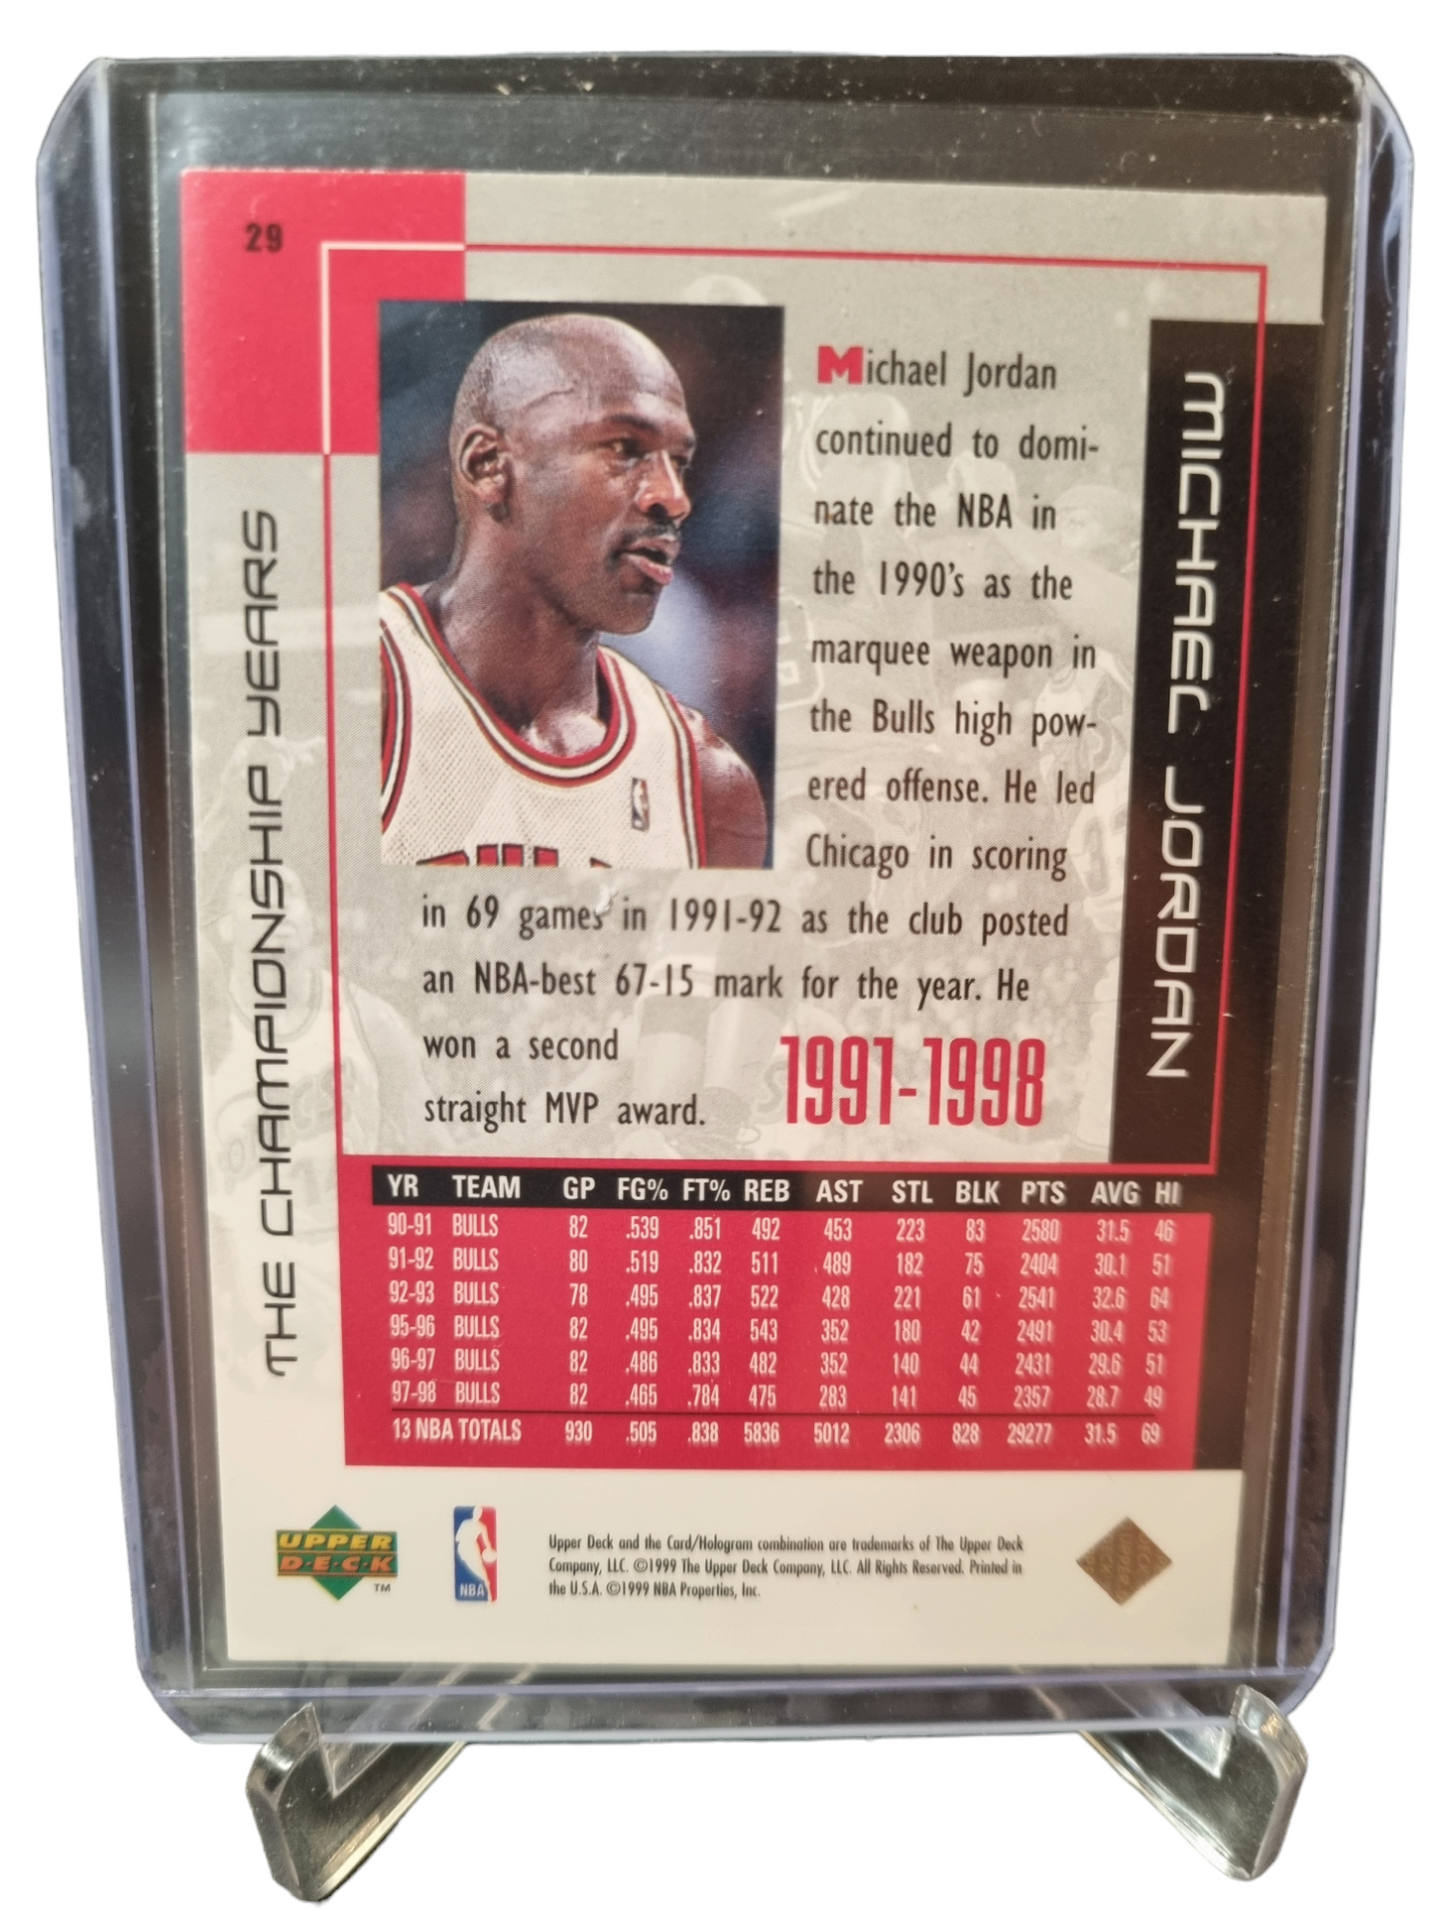 29
THE CHAMPIONSHIP YEARS
MICHAEL JORDAN
Michael Jordan
continued to domi-
nate the NBA in
the 1990's as the
marquee weapon in
the Bulls high pow-
ered offense. He led
Chicago in scoring
in 69 games in 1991-92 as the club posted
an NBA-best 67-15 mark for the year. He
won a second
straight MVP award.
1991-1998
YR TEAM GP FG% FT% REB AST STL BLK PTS AVG HI
90-91 BULLS 82 .539 .851 492 453 223 83 2580 31.5 46
91-92 BULLS 80 .519 .832 511 489 182 75 2404 30.1 51
92-93 BULLS 78 .495 .837 522 428 221 61 2541 32.6 64
95-96 BULLS 82 .495 .834 543 352 180 42 2491 30.4 53
96-97 BULLS 82 .486 .833 482 352 140 44 2431 29.6 51
97-98 BULLS 82 .465 .784 475 283 141 45 2357 28.7 49
13 NBA TOTALS 930 .505 .838 5836 5012 2306 828 29277 31.5 69
UPPER
D·E·C·K
TM
NBA
Upper Deck and the Card/Hologram combination are trademarks of The Upper Deck
Company, LLC. ©1999 The Upper Deck Company, LLC. All Rights Reserved. Printed in
the U.S.A. ©1999 NBA Properties, Inc.